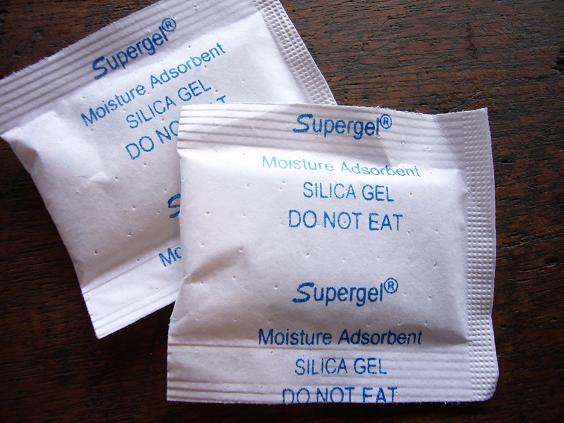 Supergel®
Moisture Adsorbent
SILICA GEL
DO NOT EAT
Mo
Supergel®
Moisture Adsorbent
SILICA GEL
DO NOT EAT
Supergel®
Moisture Adsorbent
SILICA GEL
DO NOT EAT